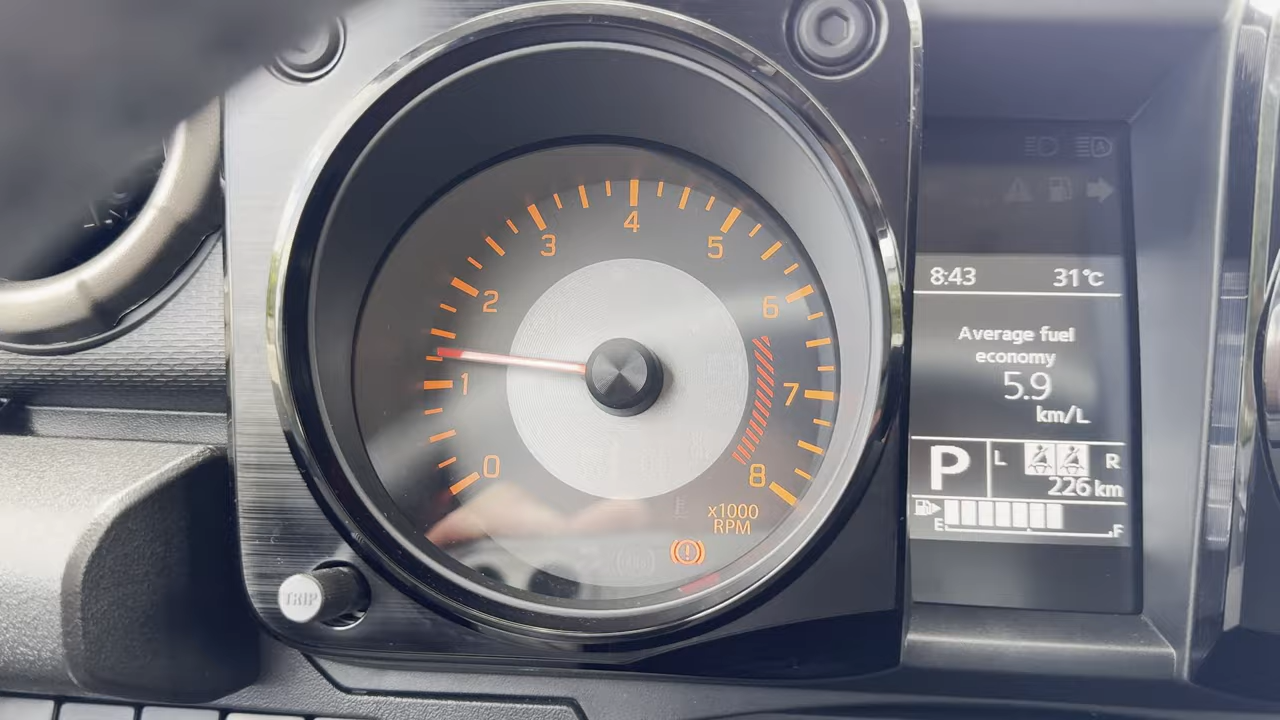 4
3
5
2
6
1
7
0
8
x1000
RPM
TRIP
8:43 31°C
Average fuel
economy
5.9
km/L
P L R
226 km
E F